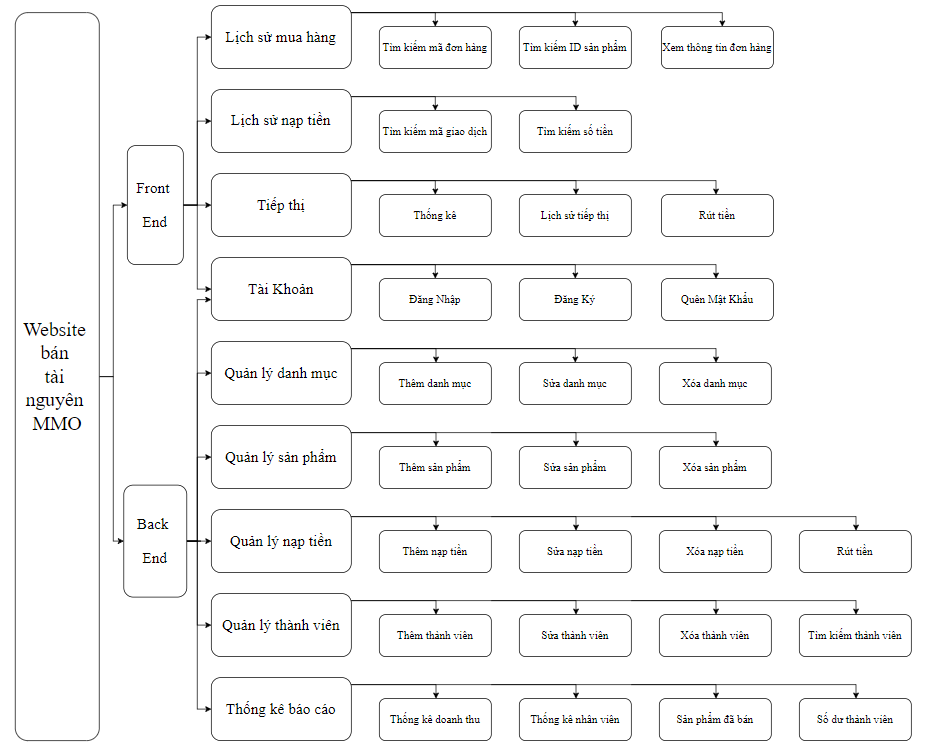 Website
bán
tài
nguyên
MMO
Front
End
Lịch sử mua hàng
Tìm kiếm mã đơn hàng
Tìm kiếm ID sản phẩm
Xem thông tin đơn hàng
Lịch sử nạp tiền
Tìm kiếm mã giao dịch
Tìm kiếm số tiền
Tiếp thị
Thống kê
Lịch sử tiếp thị
Rút tiền
Tài Khoản
Đăng Nhập
Đăng Ký
Quên Mật Khẩu
Back
End
Quản lý danh mục
Thêm danh mục
Sửa danh mục
Xóa danh mục
Quản lý sản phẩm
Thêm sản phẩm
Sửa sản phẩm
Xóa sản phẩm
Quản lý nạp tiền
Thêm nạp tiền
Sửa nạp tiền
Xóa nạp tiền
Rút tiền
Quản lý thành viên
Thêm thành viên
Sửa thành viên
Xóa thành viên
Tìm kiếm thành viên
Thống kê báo cáo
Thống kê doanh thu
Thống kê nhân viên
Sản phẩm đã bán
Số dư thành viên